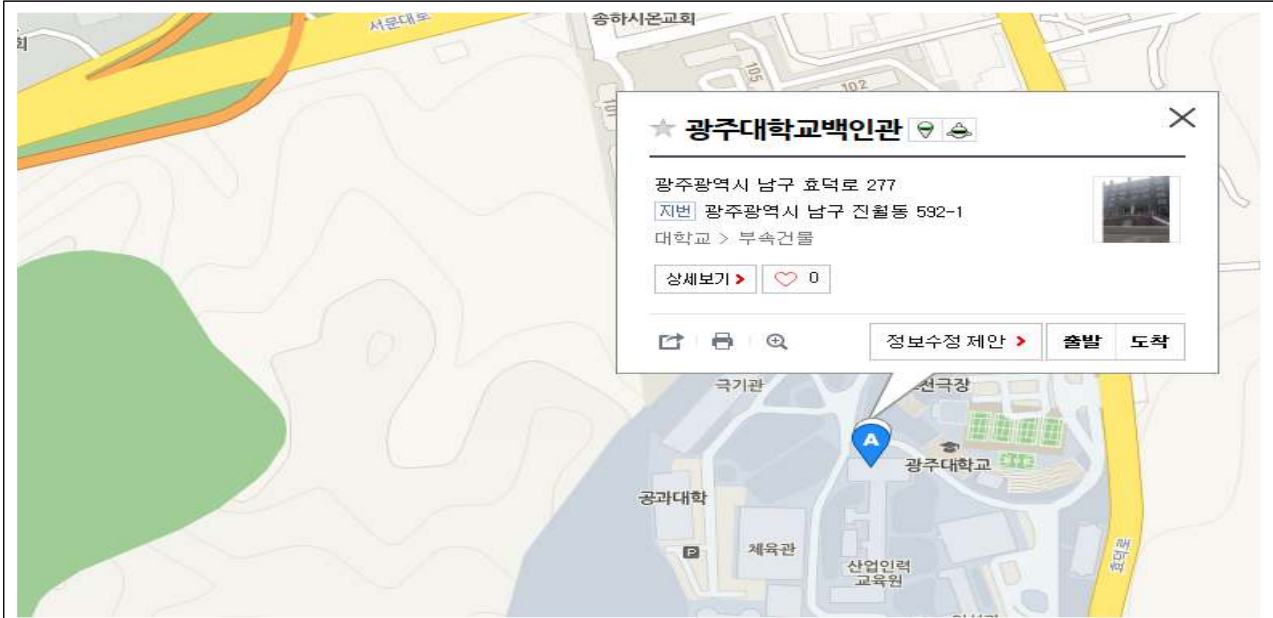 서문대로
송하시온교회
회
105
102
광주대학교백인관
광주광역시 남구 효덕로 277
지번 광주광역시 남구 진월동 592-1
대학교 > 부속건물
상세보기 >
0
정보수정 제안 >
출발
도착
극기관
천극장
A
광주대학교
공과대학
P
체육관
산업인력
교육원
효덕로